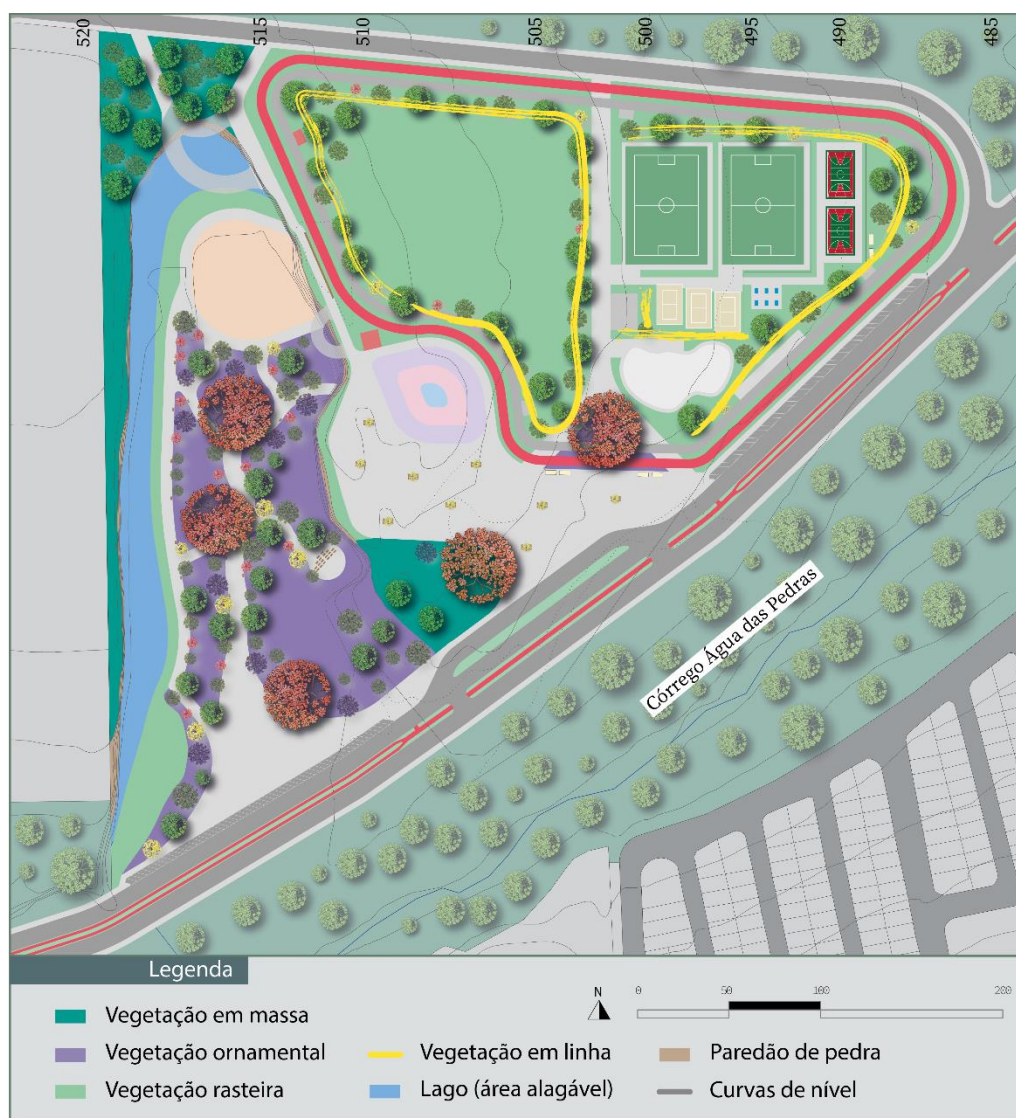 520
515
510
505
500
495
490
485
Córrego Água das Pedras
Legenda
Vegetação em massa
Vegetação ornamental
Vegetação rasteira
Vegetação em linha
Lago (área alagável)
Paredão de pedra
Curvas de nível
N
0 50 100 200